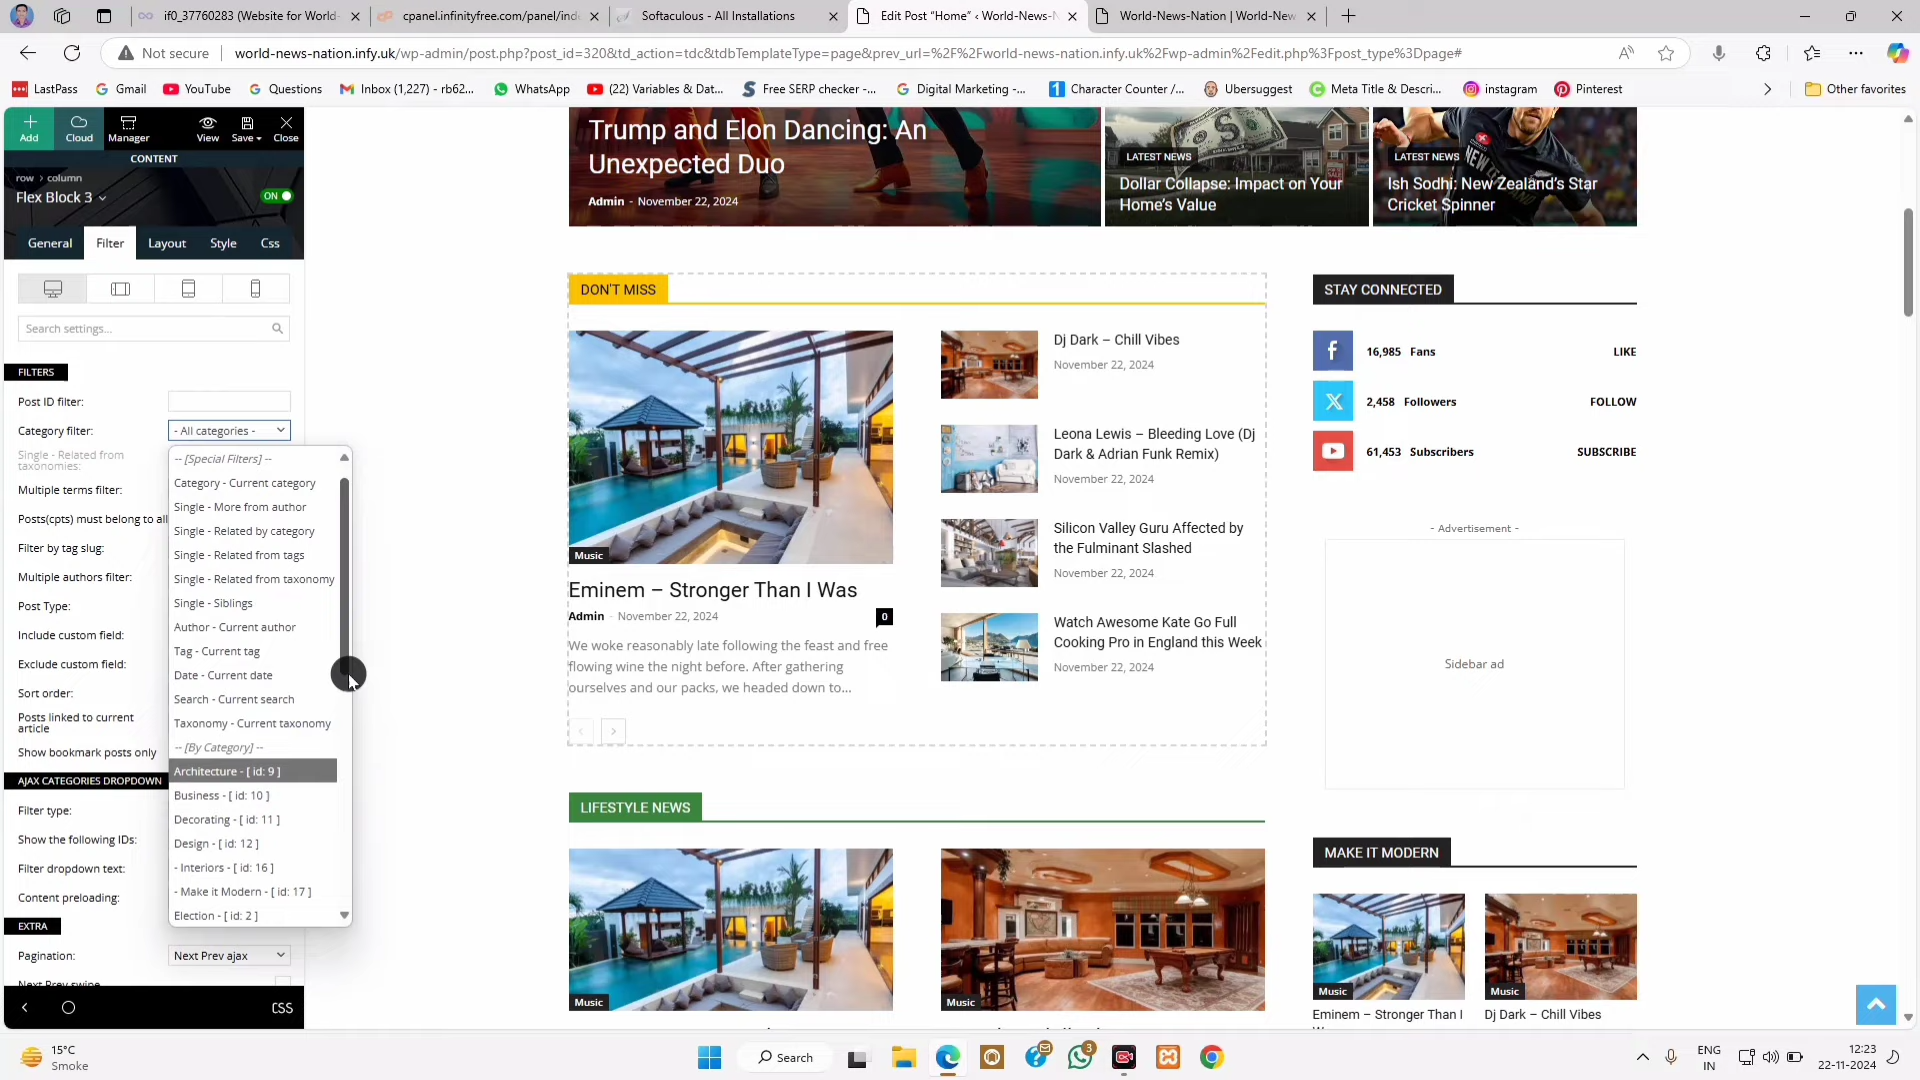 if0_37760283 (Website for World-
cpanel.infinityfree.com/panel/ind
Softaculous - All Installations
Edit Post “Home” ‹ World-News-N
World-News-Nation | World-New
Not secure
world-news-nation.infy.uk/wp-admin/post.php?post_id=320&td_action=tdc&tdbTemplateType=page&prev_url=%2F%2Fworld-news-nation.infy.uk%2Fwp-admin%2Fedit.php%3Fpost_type%3Dpage#
LastPass
Gmail
YouTube
Questions
Inbox (1,227) - rb62...
WhatsApp
(22) Variables & Dat...
Free SERP checker -...
Digital Marketing -...
Character Counter /...
Ubersuggest
Meta Title & Descri...
instagram
Pinterest
Other favorites
Add
Cloud
Manager
View
Save
Close
CONTENT
row > column
Flex Block 3
ON
General
Filter
Layout
Style
Css
Search settings...
FILTERS
Post ID filter:
Category filter:
- All categories -
Single - Related from
taxonomies:
Multiple terms filter:
Posts(cpts) must belong to all
Filter by tag slug:
Multiple authors filter:
Post Type:
Include custom field:
Exclude custom field:
Sort order:
Posts linked to current
article
Show bookmark posts only
AJAX CATEGORIES DROPDOWN
Filter type:
Show the following IDs:
Filter dropdown text:
Content preloading:
EXTRA
Pagination:
Next Prev ajax
Next Prev swipe
CSS
-- [Special Filters] --
Category - Current category
Single - More from author
Single - Related by category
Single - Related from tags
Single - Related from taxonomy
Single - Siblings
Author - Current author
Tag - Current tag
Date - Current date
Search - Current search
Taxonomy - Current taxonomy
-- [By Category] --
Architecture - [ id: 9 ]
Business - [ id: 10 ]
Decorating - [ id: 11 ]
Design - [ id: 12 ]
- Interiors - [ id: 16 ]
- Make it Modern - [ id: 17 ]
Election - [ id: 2 ]
Trump and Elon Dancing: An
Unexpected Duo
Admin - November 22, 2024
LATEST NEWS
Dollar Collapse: Impact on Your
Home’s Value
LATEST NEWS
Ish Sodhi: New Zealand’s Star
Cricket Spinner
DON'T MISS
Music
Eminem – Stronger Than I Was
Admin - November 22, 2024
0
We woke reasonably late following the feast and free
flowing wine the night before. After gathering
ourselves and our packs, we headed down to...
Dj Dark – Chill Vibes
November 22, 2024
Leona Lewis – Bleeding Love (Dj
Dark & Adrian Funk Remix)
November 22, 2024
Silicon Valley Guru Affected by
the Fulminant Slashed
November 22, 2024
Watch Awesome Kate Go Full
Cooking Pro in England this Week
November 22, 2024
STAY CONNECTED
16,985 Fans
LIKE
2,458 Followers
FOLLOW
61,453 Subscribers
SUBSCRIBE
- Advertisement -
Sidebar ad
LIFESTYLE NEWS
Music
Music
MAKE IT MODERN
Music
Music
Eminem – Stronger Than I
Dj Dark – Chill Vibes
15°C
Smoke
Search
3
ENG
IN
12:23
22-11-2024